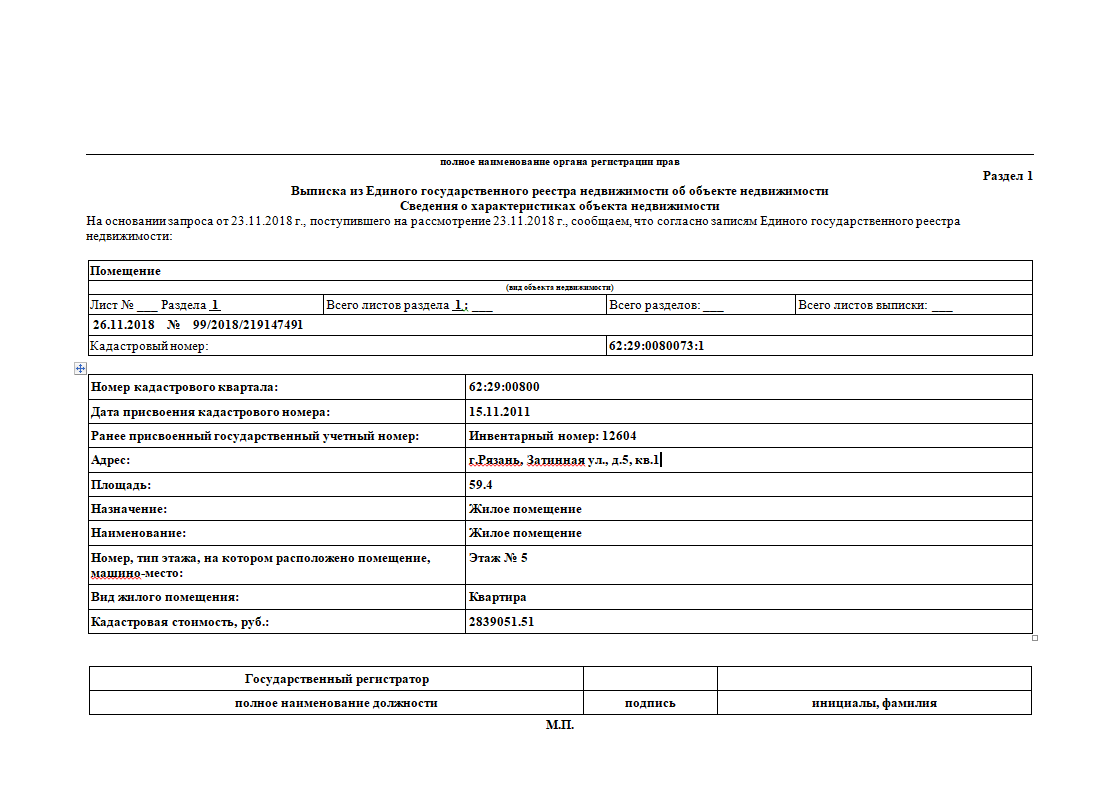 полное наименование органа регистрации прав
Раздел 1
Выписка из Единого государственного реестра недвижимости об объекте недвижимости
Сведения о характеристиках объекта недвижимости
На основании запроса от 23.11.2018 г., поступившего на рассмотрение 23.11.2018 г., сообщаем, что согласно записям Единого государственного реестра
недвижимости:
Помещение
(вид объекта недвижимости)
Лист № ___ Раздела 1 Всего листов раздела 1 : ___ Всего разделов: ___ Всего листов выписки: ___
26.11.2018 № 99/2018/219147491
Кадастровый номер: 62:29:0080073:1
Номер кадастрового квартала: 62:29:00800
Дата присвоения кадастрового номера: 15.11.2011
Ранее присвоенный государственный учетный номер: Инвентарный номер: 12604
Адрес: г.Рязань, Затинная ул., д.5, кв.1
Площадь: 59.4
Назначение: Жилое помещение
Наименование: Жилое помещение
Номер, тип этажа, на котором расположено помещение, Этаж № 5
машино-место:
Вид жилого помещения: Квартира
Кадастровая стоимость, руб.: 2839051.51
Государственный регистратор
полное наименование должности подпись инициалы, фамилия
М.П.